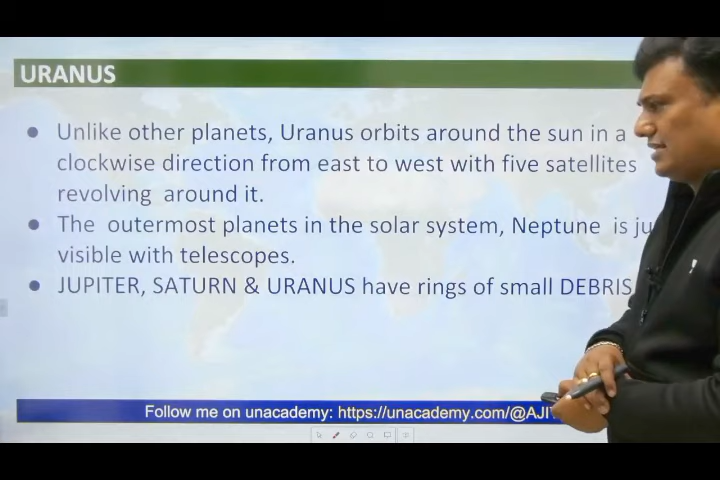 URANUS
● Unlike other planets, Uranus orbits around the sun in a
clockwise direction from east to west with five satellites
revolving around it.
● The outermost planets in the solar system, Neptune is ju
visible with telescopes.
● JUPITER, SATURN & URANUS have rings of small DEBRIS
Follow me on unacademy: https://unacademy.com/@AJI